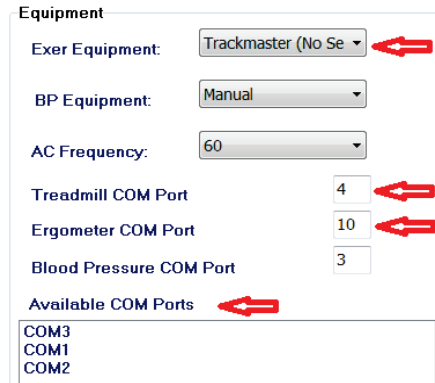 Equipment
Exer Equipment: Trackmaster (No Se
BP Equipment: Manual
AC Frequency: 60
Treadmill COM Port 4
Ergometer COM Port 10
Blood Pressure COM Port 3
Available COM Ports
COM3
COM1
COM2